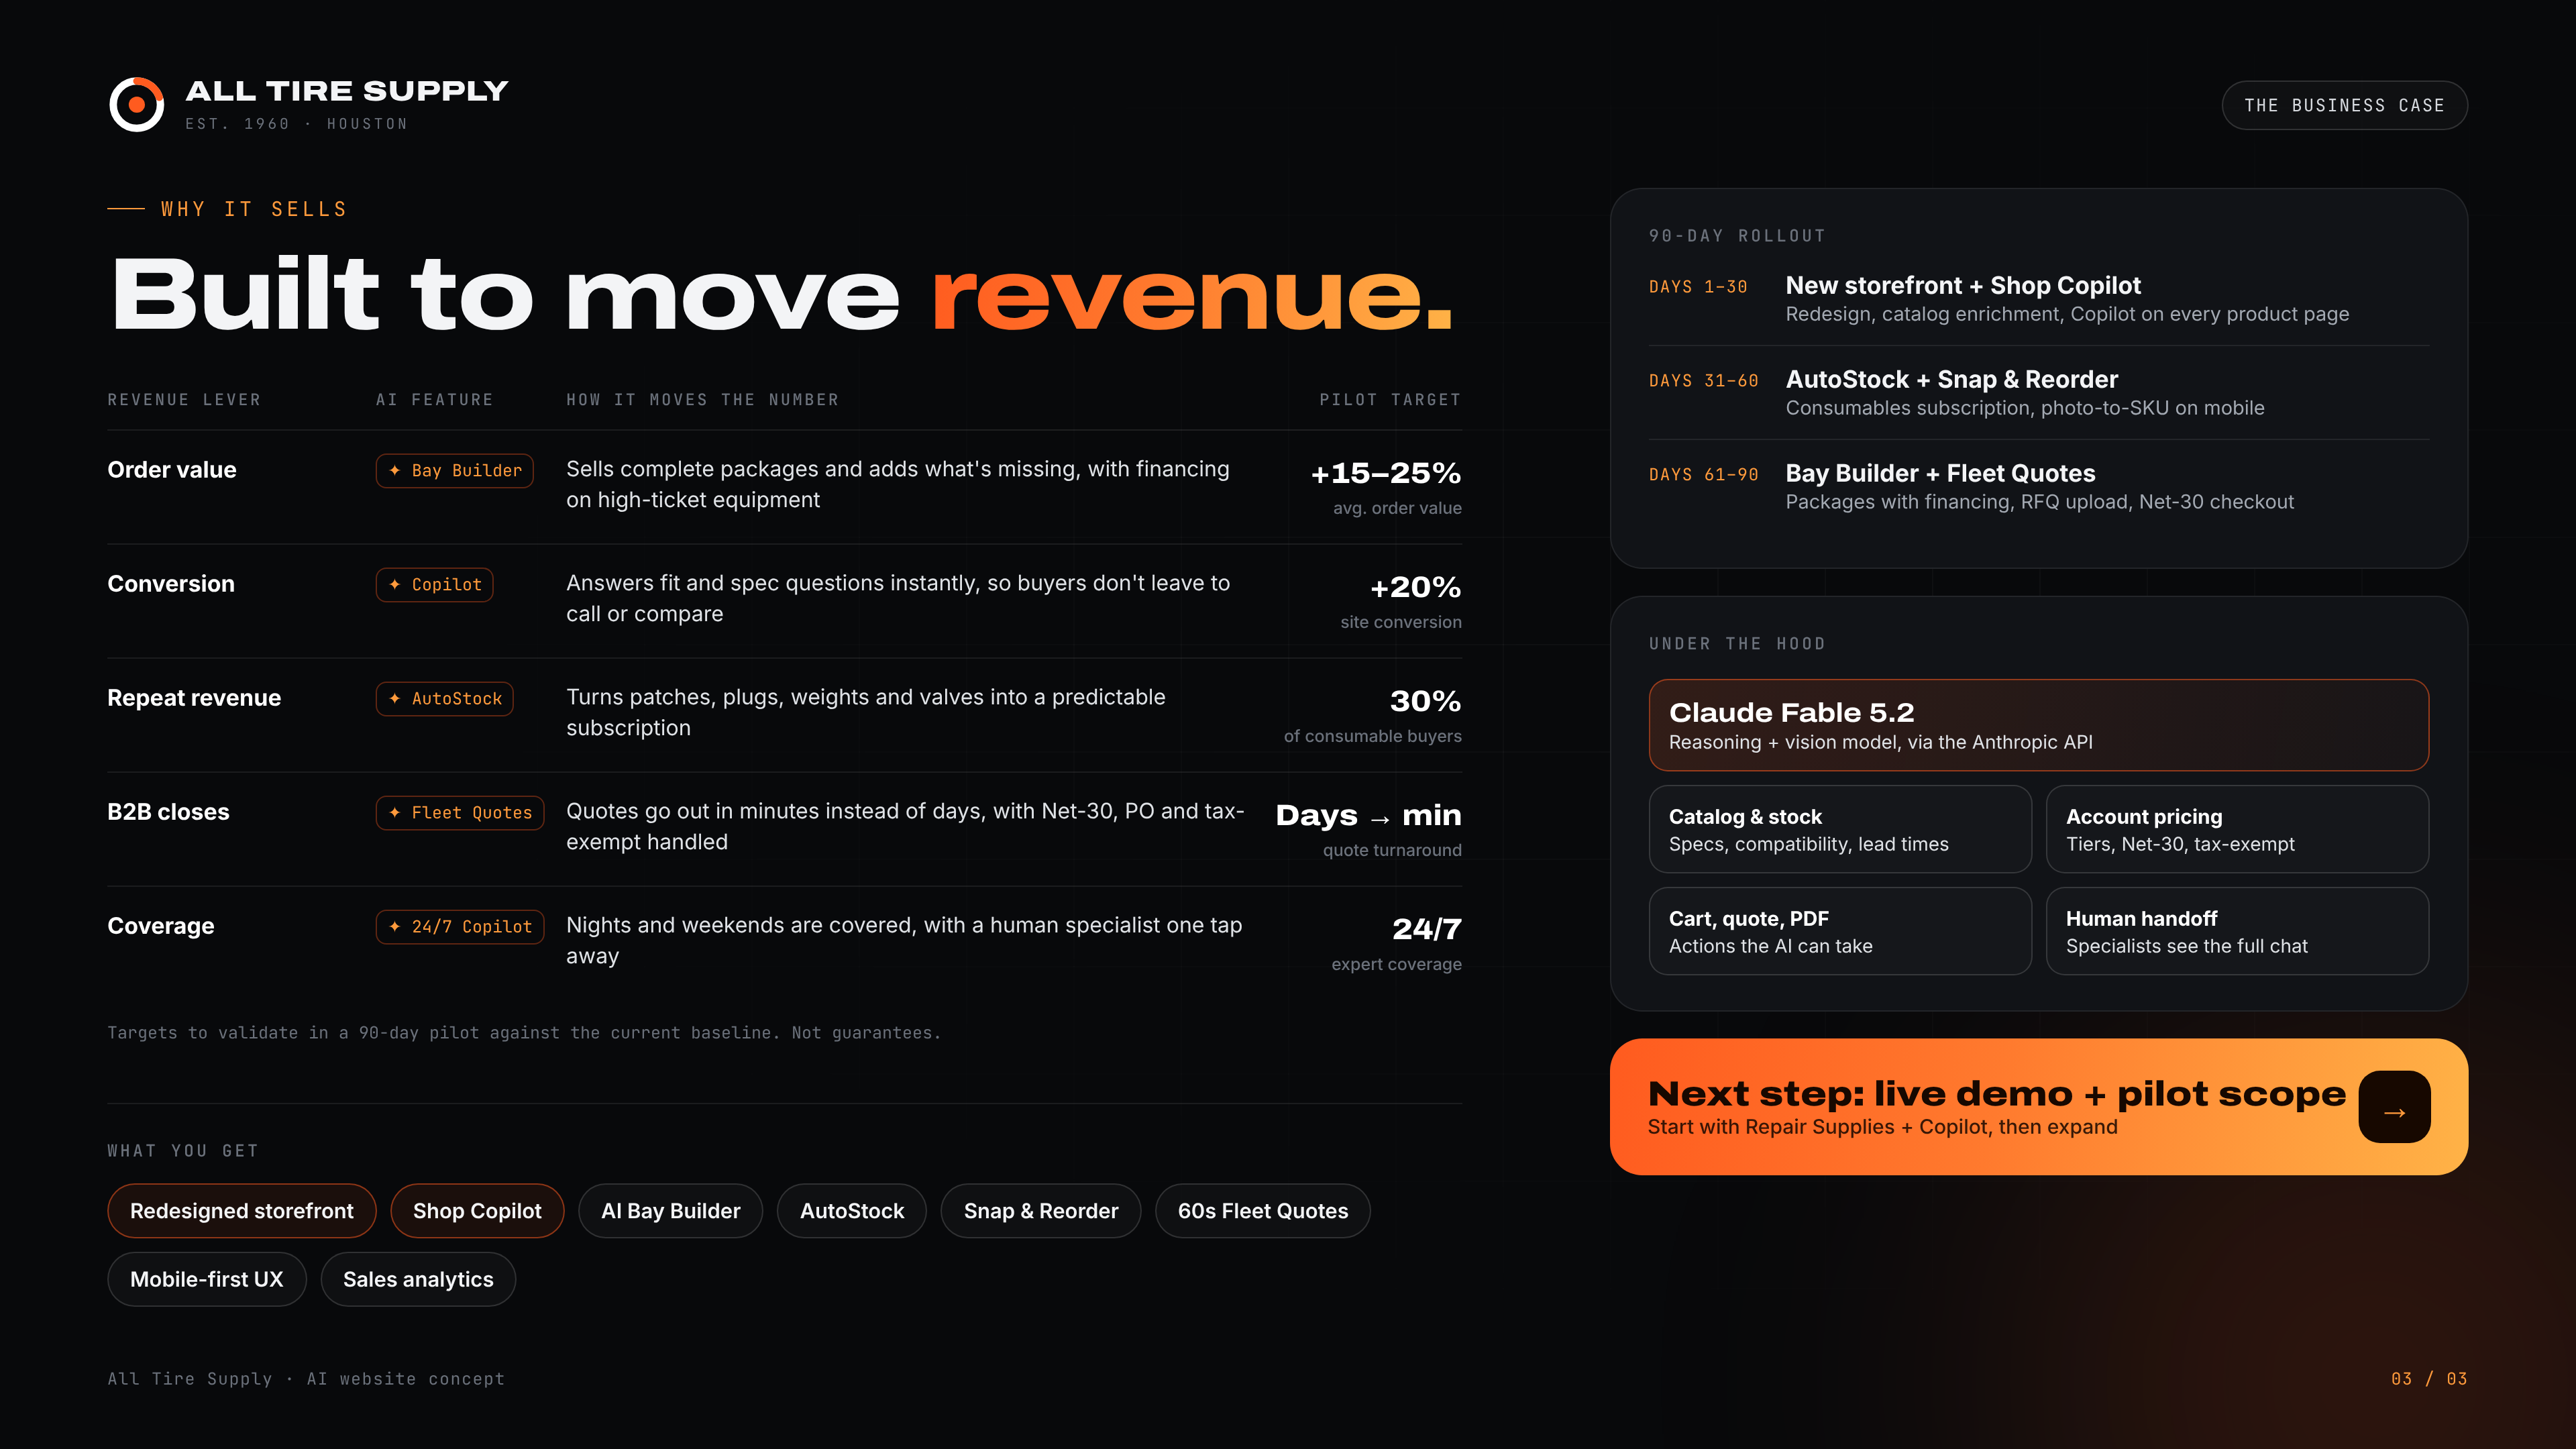 ALL TIRE SUPPLY
EST. 1960 · HOUSTON
THE BUSINESS CASE
WHY IT SELLS
Built to move revenue.
REVENUE LEVER
AI FEATURE
HOW IT MOVES THE NUMBER
PILOT TARGET
Order value
✦ Bay Builder
Sells complete packages and adds what's missing, with financing
on high-ticket equipment
+15–25%
avg. order value
Conversion
✦ Copilot
Answers fit and spec questions instantly, so buyers don't leave to
call or compare
+20%
site conversion
Repeat revenue
✦ AutoStock
Turns patches, plugs, weights and valves into a predictable
subscription
30%
of consumable buyers
B2B closes
✦ Fleet Quotes
Quotes go out in minutes instead of days, with Net-30, PO and tax-
exempt handled
Days → min
quote turnaround
Coverage
✦ 24/7 Copilot
Nights and weekends are covered, with a human specialist one tap
away
24/7
expert coverage
Targets to validate in a 90-day pilot against the current baseline. Not guarantees.
WHAT YOU GET
Redesigned storefront
Shop Copilot
AI Bay Builder
AutoStock
Snap & Reorder
60s Fleet Quotes
Mobile-first UX
Sales analytics
90-DAY ROLLOUT
DAYS 1–30
New storefront + Shop Copilot
Redesign, catalog enrichment, Copilot on every product page
DAYS 31–60
AutoStock + Snap & Reorder
Consumables subscription, photo-to-SKU on mobile
DAYS 61–90
Bay Builder + Fleet Quotes
Packages with financing, RFQ upload, Net-30 checkout
UNDER THE HOOD
Claude Fable 5.2
Reasoning + vision model, via the Anthropic API
Catalog & stock
Specs, compatibility, lead times
Account pricing
Tiers, Net-30, tax-exempt
Cart, quote, PDF
Actions the AI can take
Human handoff
Specialists see the full chat
Next step: live demo + pilot scope
Start with Repair Supplies + Copilot, then expand
→
All Tire Supply · AI website concept
03 / 03